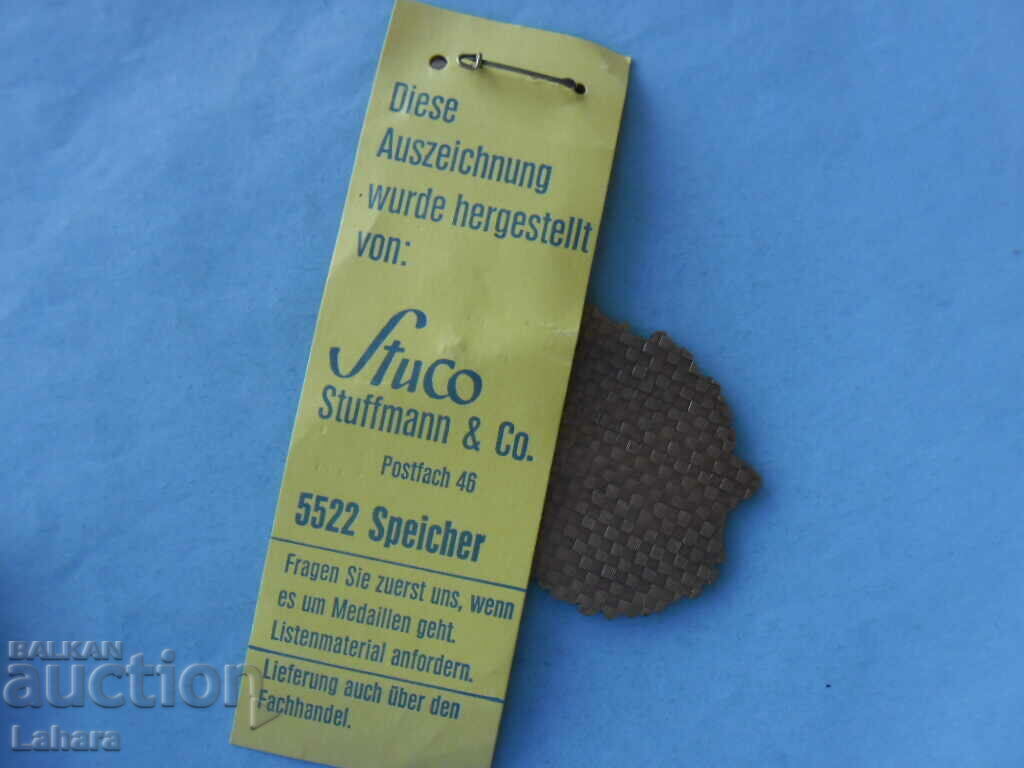 Diese
Auszeichnung
wurde hergestellt
von:
Stuco
Stuffmann & Co.
Postfach 46
5522 Speicher
Fragen Sie zuerst uns, wenn
es um Medaillen geht.
Listenmaterial anfordern.
Lieferung auch über den
Fachhandel.
BALKAN
auction
Lahara